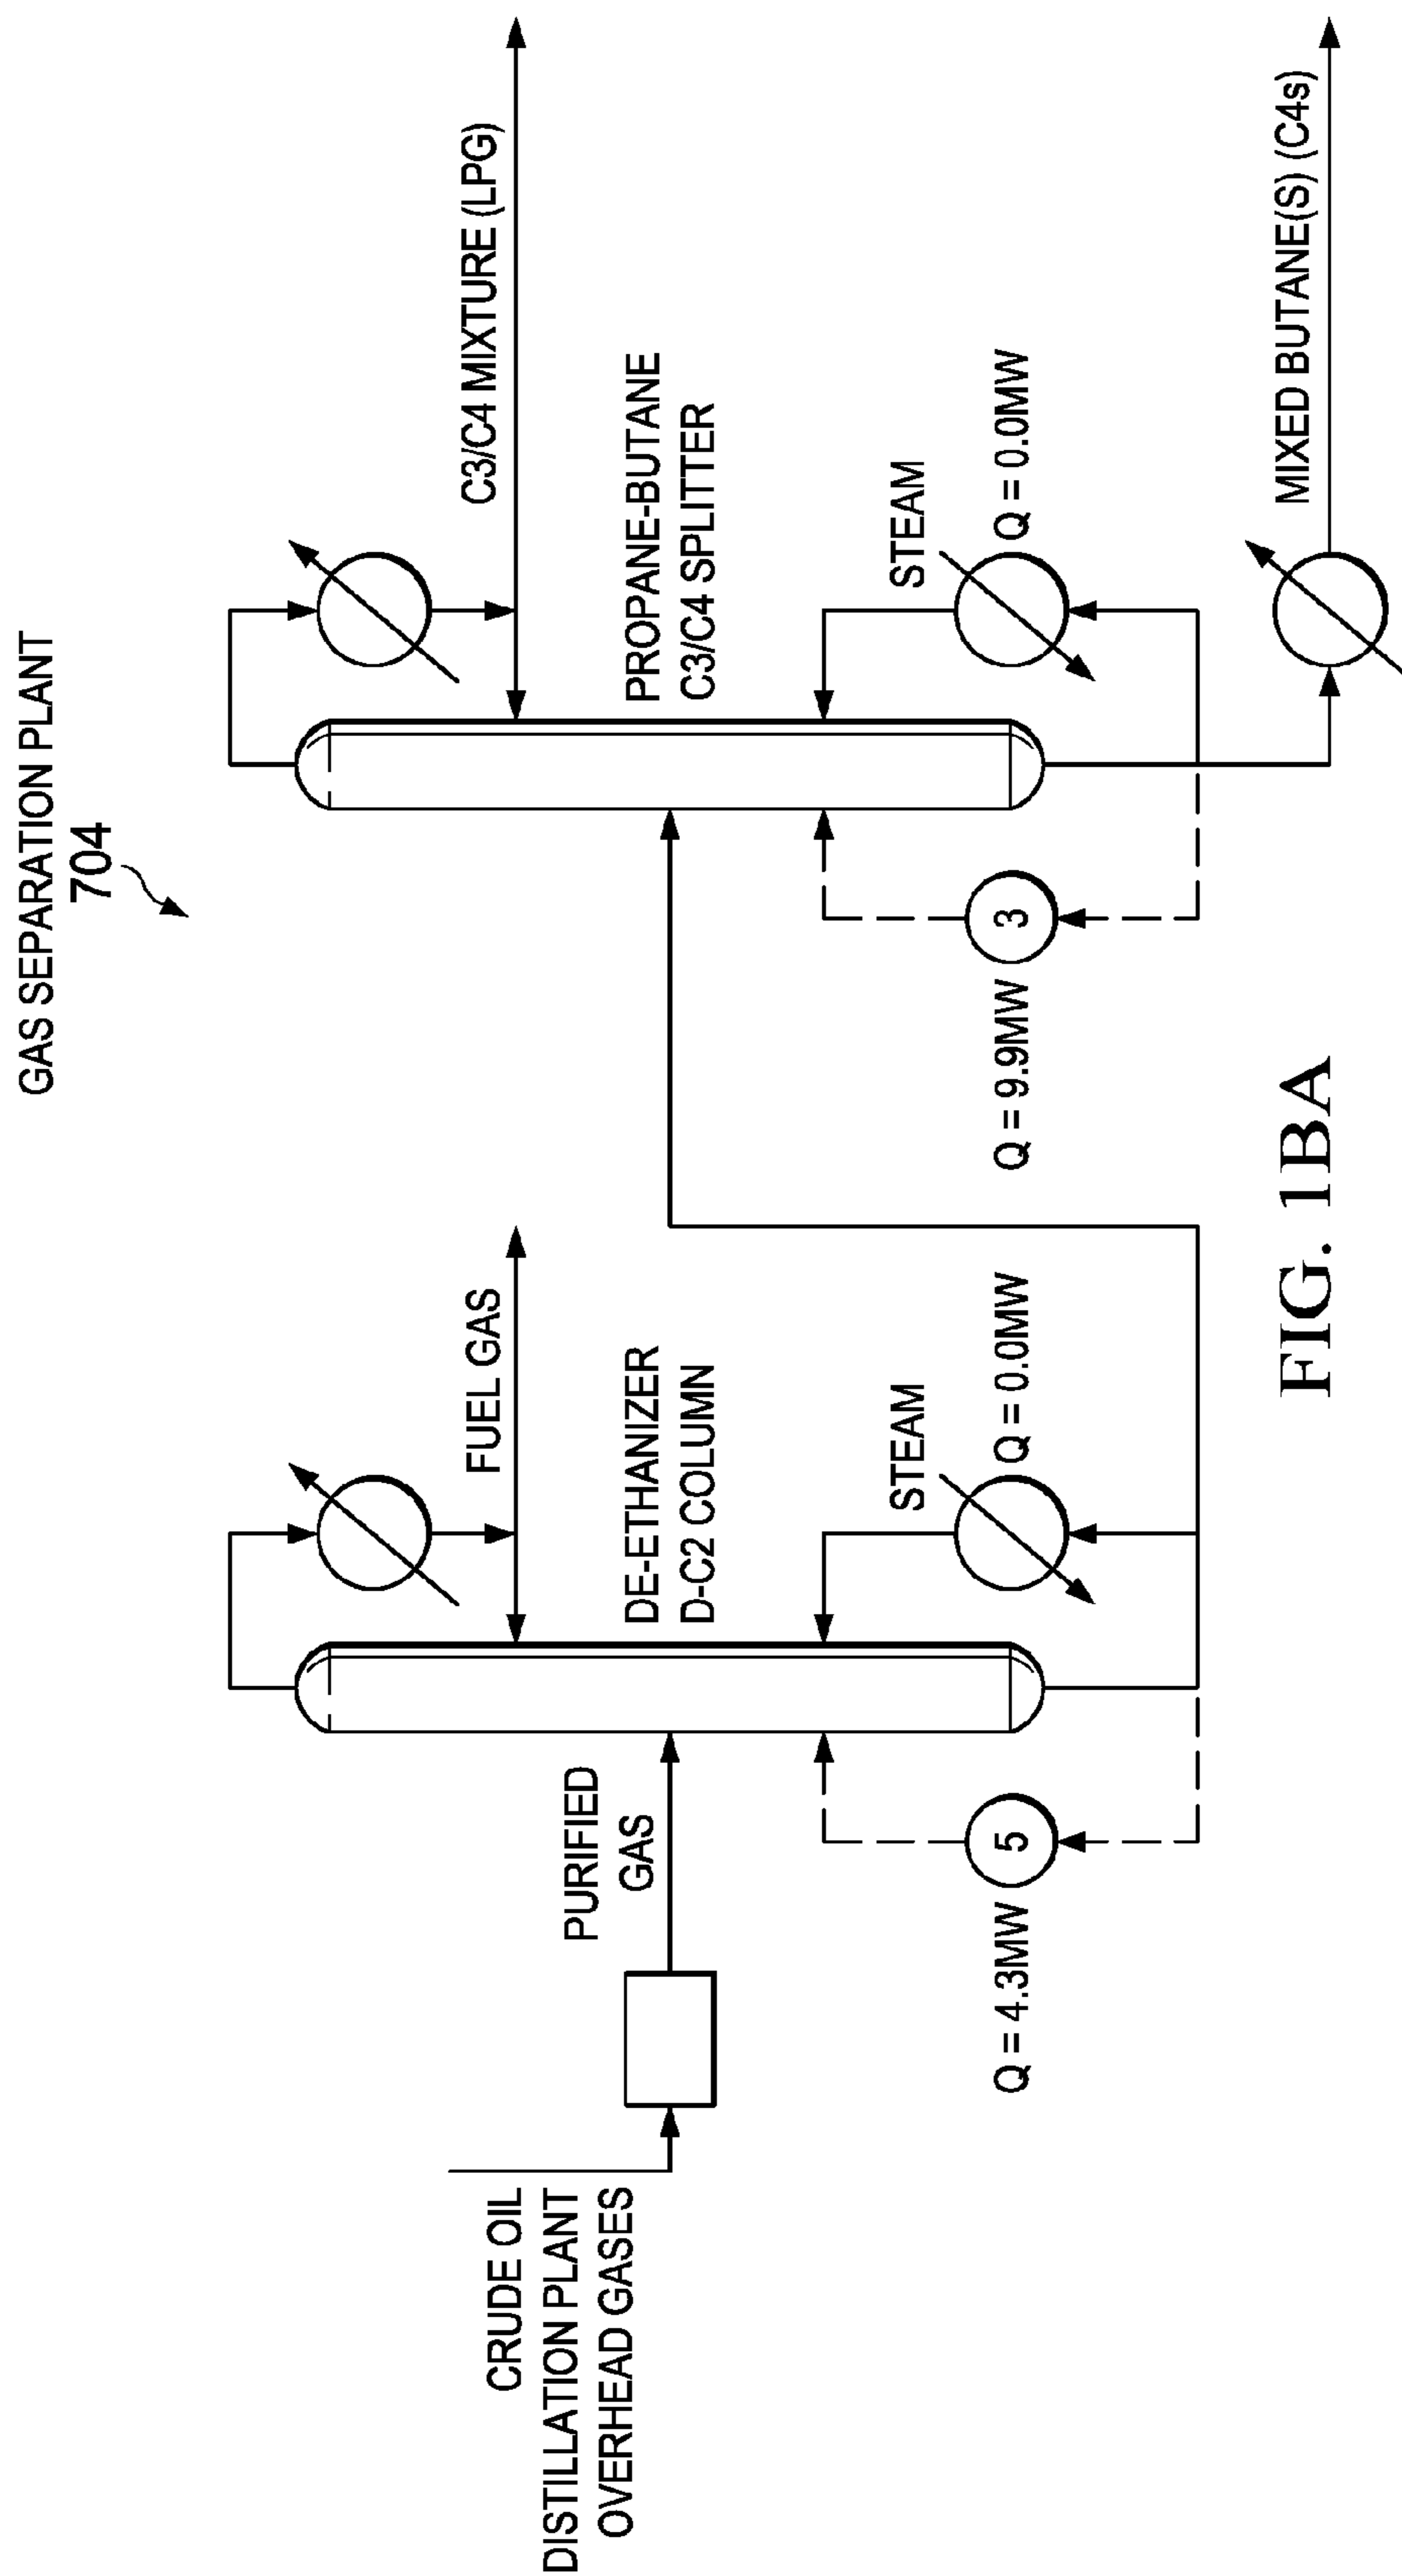 GAS SEPARATION PLANT
704
CRUDE OIL
DISTILLATION PLANT
OVERHEAD GASES
PURIFIED
GAS
FUEL GAS
DE-ETHANIZER
D-C2 COLUMN
STEAM
Q = 0.0MW
5
Q = 4.3MW
C3/C4 MIXTURE (LPG)
PROPANE-BUTANE
C3/C4 SPLITTER
STEAM
Q = 0.0MW
3
Q = 9.9MW
MIXED BUTANE(S) (C4s)
FIG. 1BA